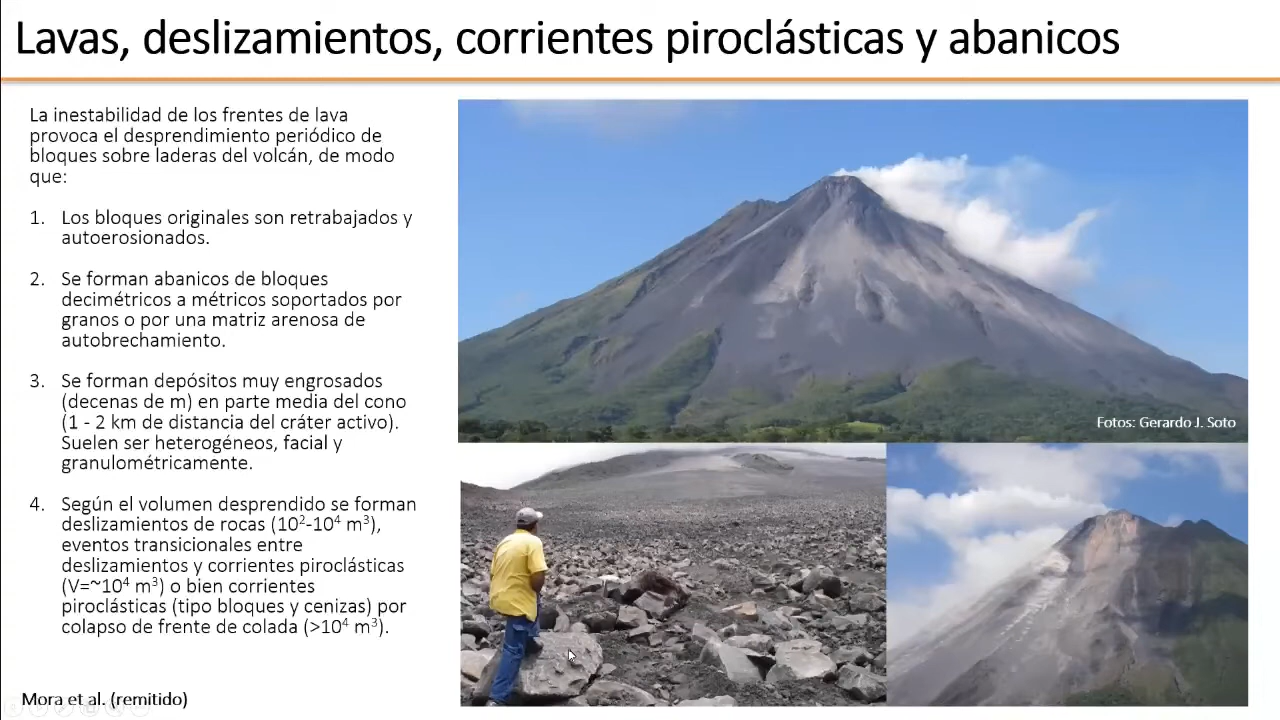 Lavas, deslizamientos, corrientes piroclásticas y abanicos
La inestabilidad de los frentes de lava
provoca el desprendimiento periódico de
bloques sobre laderas del volcán, de modo
que:
1. Los bloques originales son retrabajados y
autoerosionados.
2. Se forman abanicos de bloques
decimétricos a métricos soportados por
granos o por una matriz arenosa de
autobrechamiento.
3. Se forman depósitos muy engrosados
(decenas de m) en parte media del cono
(1 - 2 km de distancia del cráter activo).
Suelen ser heterogéneos, facial y
granulométricamente.
4. Según el volumen desprendido se forman
deslizamientos de rocas (10²-10⁴ m³),
eventos transicionales entre
deslizamientos y corrientes piroclásticas
(V=~10⁴ m³) o bien corrientes
piroclásticas (tipo bloques y cenizas) por
colapso de frente de colada (>10⁴ m³).
Mora et al. (remitido)
Fotos: Gerardo J. Soto